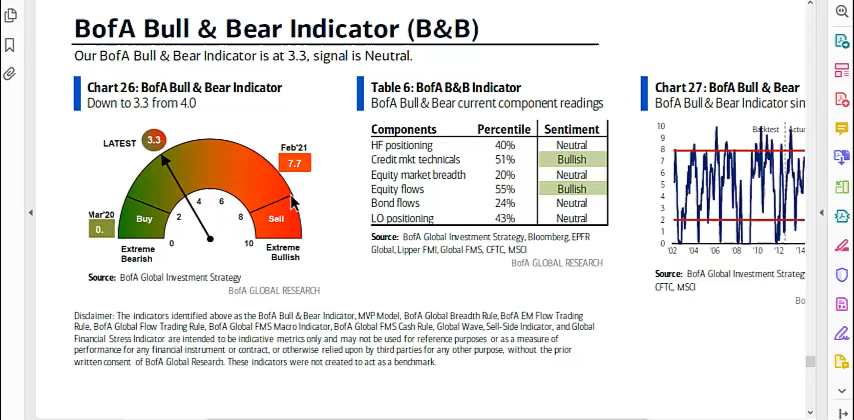 BofA Bull & Bear Indicator (B&B)
Our BofA Bull & Bear Indicator is at 3.3, signal is Neutral.
Chart 26: BofA Bull & Bear Indicator
Down to 3.3 from 4.0
LATEST
3.3
Feb'21
7.7
Mar'20
0.
Buy
Sell
0
2
4
6
8
10
Extreme
Bearish
Extreme
Bullish
Source: BofA Global Investment Strategy
BofA GLOBAL RESEARCH
Table 6: BofA B&B Indicator
BofA Bull & Bear current component readings
Components Percentile Sentiment
HF positioning 40% Neutral
Credit mkt technicals 51% Bullish
Equity market breadth 20% Neutral
Equity flows 55% Bullish
Bond flows 24% Neutral
LO positioning 43% Neutral
Source: BofA Global Investment Strategy, Bloomberg, EPFR
Global, Lipper FMI, Global FMS, CFTC, MSCI
BofA GLOBAL RESEARCH
Chart 27: BofA Bull & Bear
BofA Bull & Bear Indicator sin
Backtest
10
9
8
7
6
5
4
3
2
1
0
'02 '04 '06 '08 '10 '12 '14
Source: BofA Global Investment Strateg
CFTC, MSCI
Disclaimer: The indicators identified above as the BofA Bull & Bear Indicator, MVP Model, BofA Global Breadth Rule, BofA EM Flow Trading
Rule, BofA Global Flow Trading Rule, BofA Global FMS Macro Indicator, BofA Global FMS Cash Rule, Global Wave, Sell-Side Indicator, and Global
Financial Stress Indicator are intended to be indicative metrics only and may not be used for reference purposes or as a measure of
performance for any financial instrument or contract, or otherwise relied upon by third parties for any other purpose, without the prior
written consent of BofA Global Research. These indicators were not created to act as a benchmark.